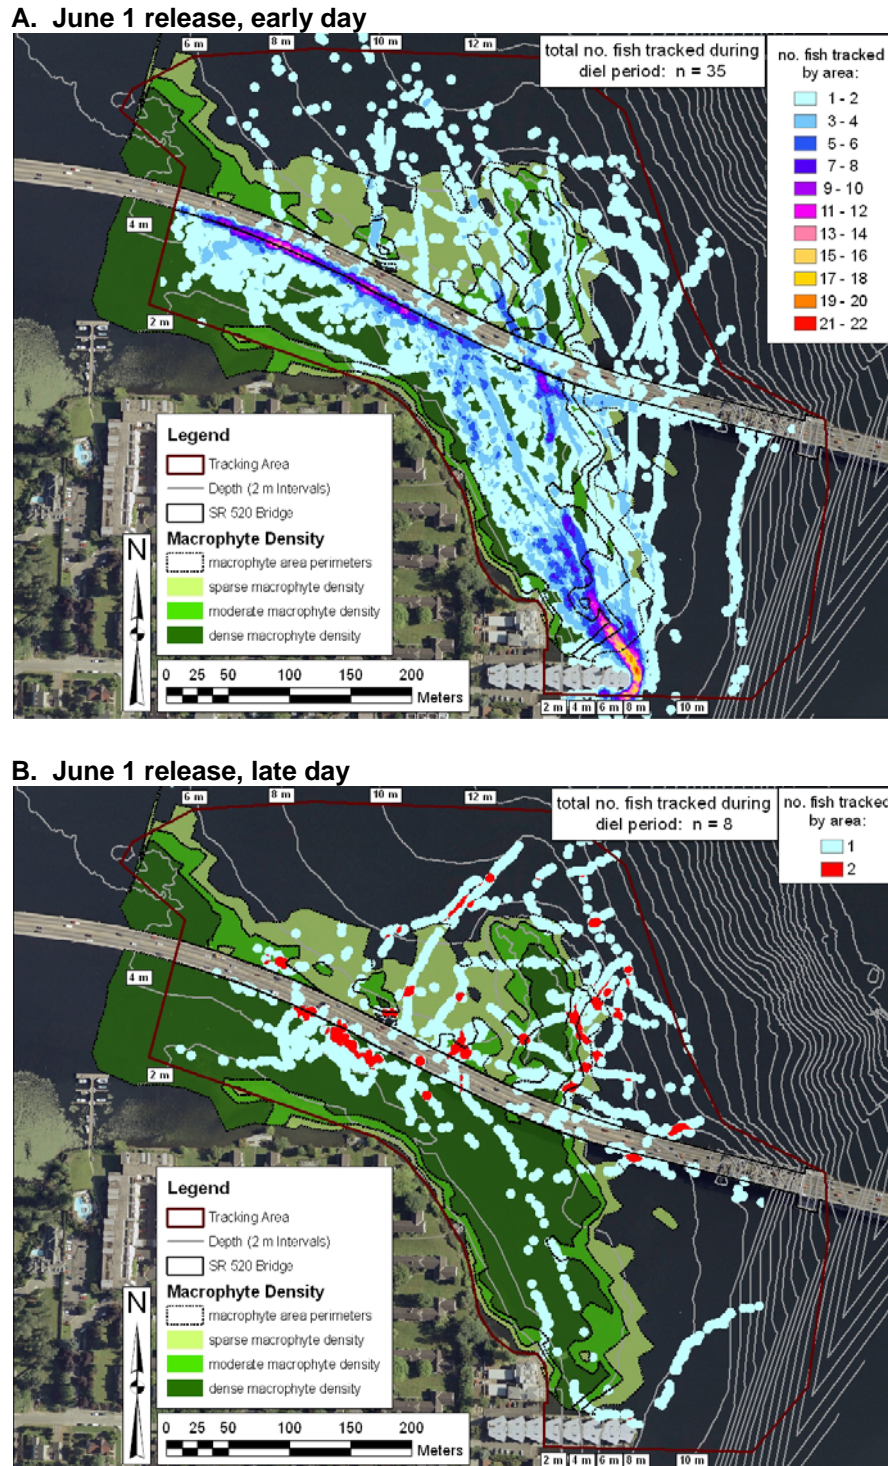 A. June 1 release, early day
6 m
8 m
10 m
12 m
total no. fish tracked during
diel period: n = 35
no. fish tracked
by area:
1 - 2
3 - 4
5 - 6
7 - 8
9 - 10
11 - 12
13 - 14
15 - 16
17 - 18
19 - 20
21 - 22
4 m
2 m
Legend
Tracking Area
Depth (2 m Intervals)
SR 520 Bridge
Macrophyte Density
macrophyte area perimeters
sparse macrophyte density
moderate macrophyte density
dense macrophyte density
N
0 25 50 100 150 200
Meters
2 m 4 m 6 m 8 m 10 m
B. June 1 release, late day
6 m
8 m
10 m
12 m
total no. fish tracked during
diel period: n = 8
no. fish tracked
by area:
1
2
4 m
2 m
Legend
Tracking Area
Depth (2 m Intervals)
SR 520 Bridge
Macrophyte Density
macrophyte area perimeters
sparse macrophyte density
moderate macrophyte density
dense macrophyte density
N
0 25 50 100 150 200
Meters
2 m 4 m 6 m 8 m 10 m